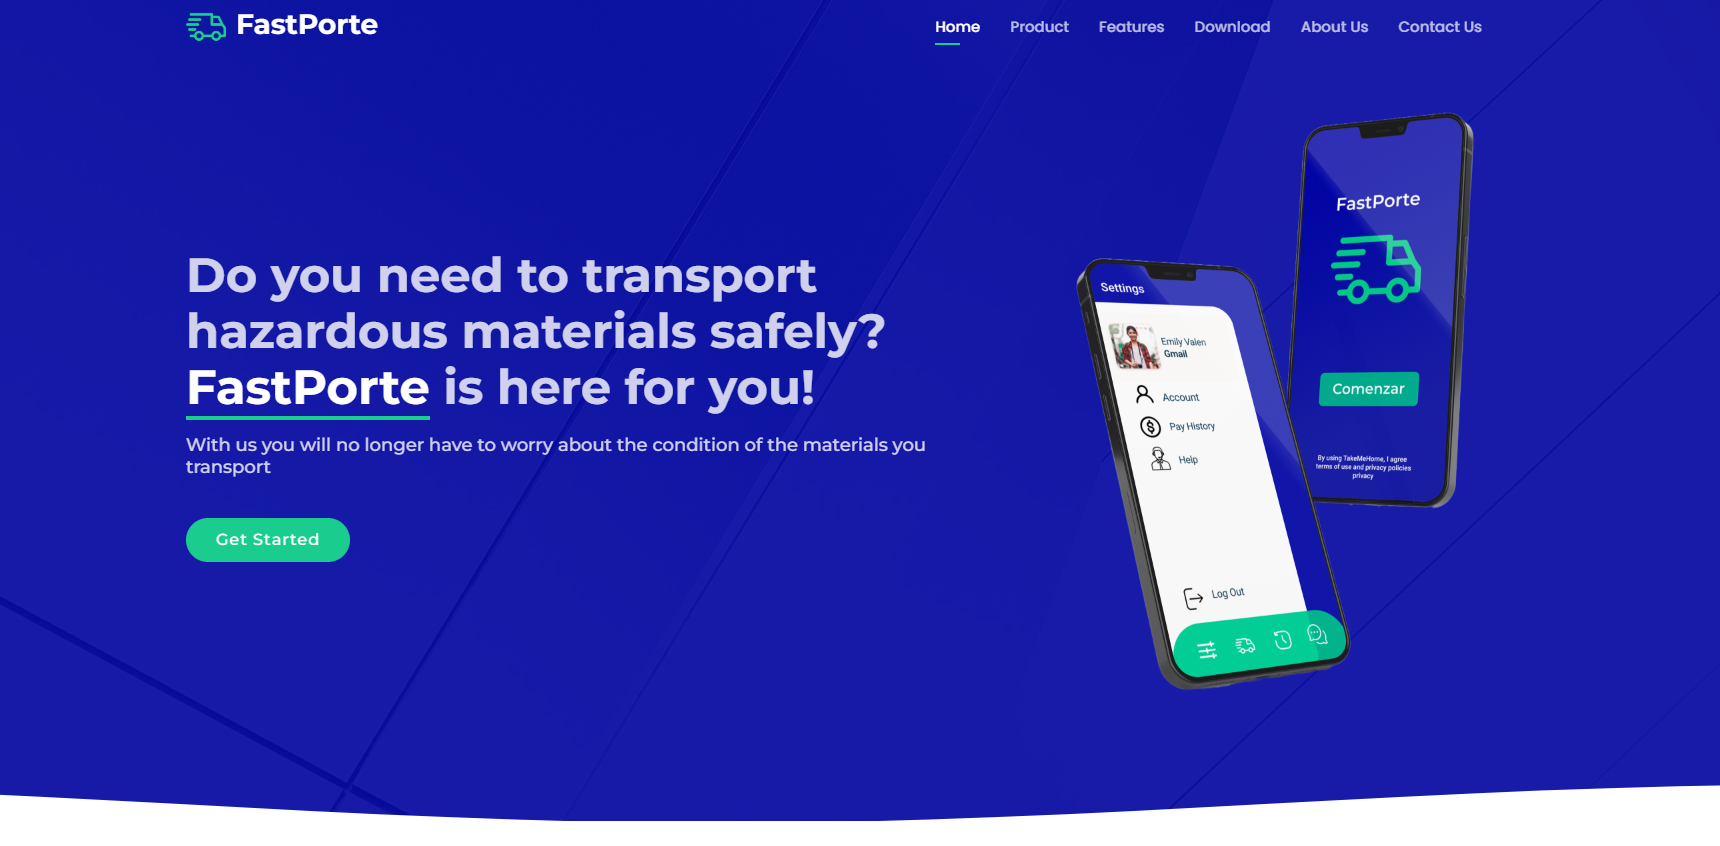 FastPorte
Home
Product
Features
Download
About Us
Contact Us
Do you need to transport
hazardous materials safely?
FastPorte is here for you!
With us you will no longer have to worry about the condition of the materials you
transport
Get Started
Settings
Emily Valen
Gmail
Account
Pay History
Help
Log Out
FastPorte
Comenzar
By using TakeMeHome, I agree
terms of use and privacy policies
privacy